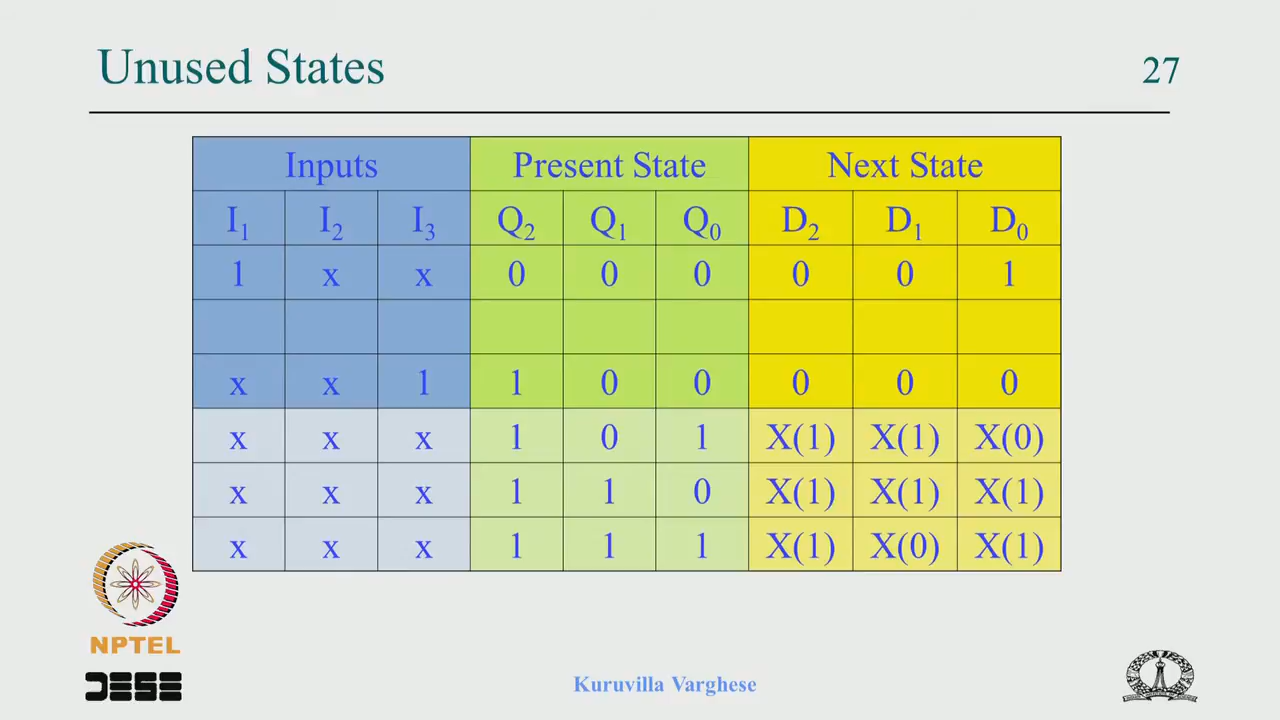 Unused States
27
Inputs Present State Next State
I₁ I₂ I₃ Q₂ Q₁ Q₀ D₂ D₁ D₀
1 x x 0 0 0 0 0 1
x x 1 1 0 0 0 0 0
x x x 1 0 1 X(1) X(1) X(0)
x x x 1 1 0 X(1) X(1) X(1)
x x x 1 1 1 X(1) X(0) X(1)
NPTEL
DESE
Kuruvilla Varghese